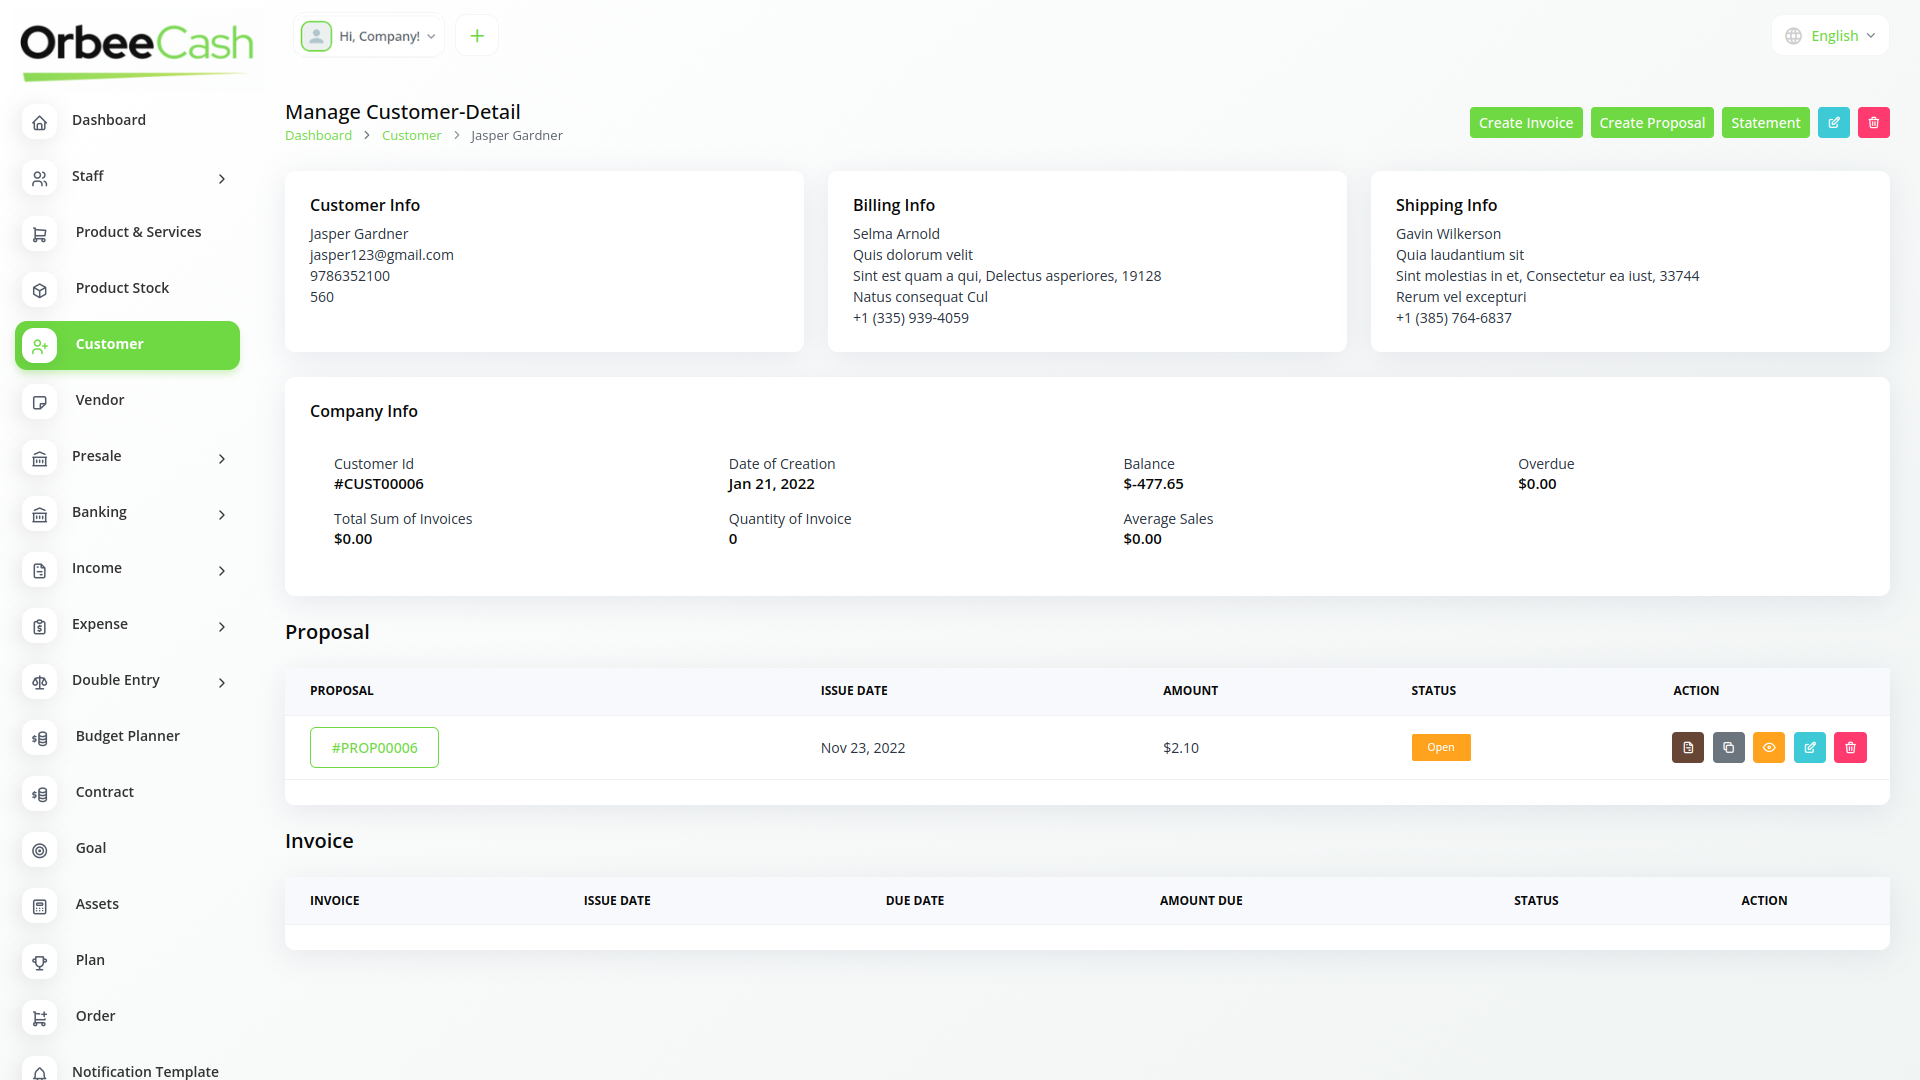 OrbeeCash
Hi, Company!
English
Dashboard
Staff
Product & Services
Product Stock
Customer
Vendor
Presale
Banking
Income
Expense
Double Entry
Budget Planner
Contract
Goal
Assets
Plan
Order
Notification Template
Manage Customer-Detail
Dashboard > Customer > Jasper Gardner
Create Invoice
Create Proposal
Statement
Customer Info
Jasper Gardner
jasper123@gmail.com
9786352100
560
Billing Info
Selma Arnold
Quis dolorum velit
Sint est quam a qui, Delectus asperiores, 19128
Natus consequat Cul
+1 (335) 939-4059
Shipping Info
Gavin Wilkerson
Quia laudantium sit
Sint molestias in et, Consectetur ea iust, 33744
Rerum vel excepturi
+1 (385) 764-6837
Company Info
Customer Id
#CUST00006
Date of Creation
Jan 21, 2022
Balance
$-477.65
Overdue
$0.00
Total Sum of Invoices
$0.00
Quantity of Invoice
0
Average Sales
$0.00
Proposal
PROPOSAL ISSUE DATE AMOUNT STATUS ACTION
#PROP00006 Nov 23, 2022 $2.10 Open
Invoice
INVOICE ISSUE DATE DUE DATE AMOUNT DUE STATUS ACTION